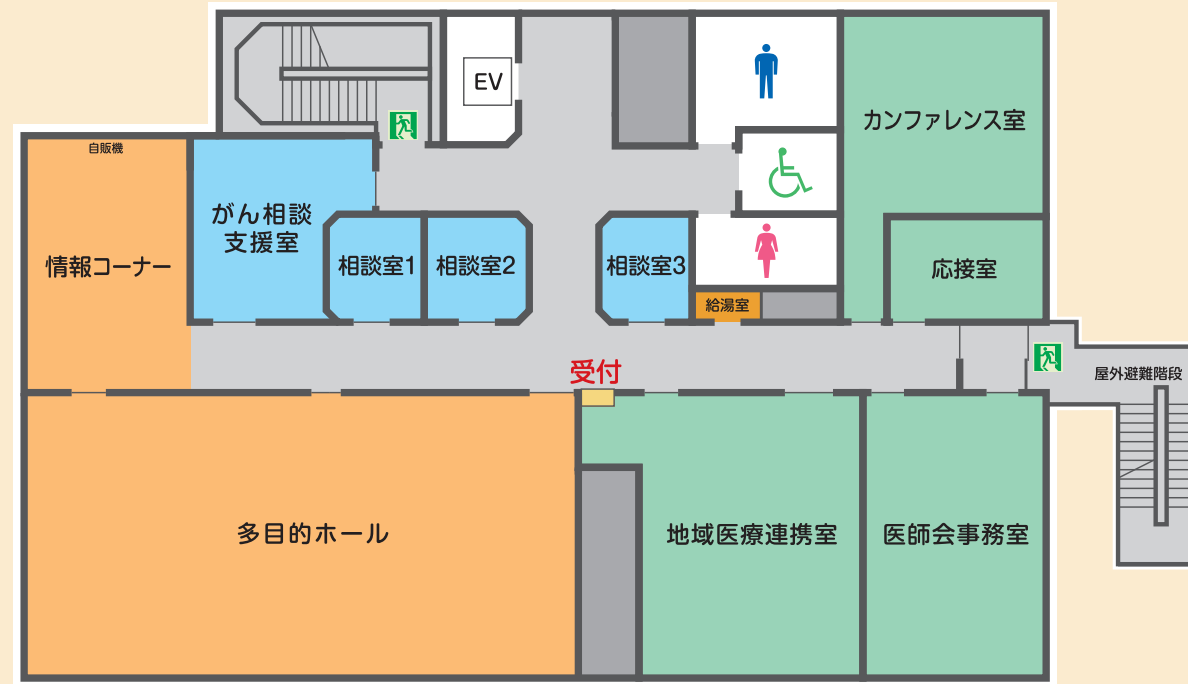 EV
カンファレンス室
自販機
がん相談
支援室
情報コーナー
相談室1
相談室2
相談室3
応接室
給湯室
受付
屋外避難階段
多目的ホール
地域医療連携室
医師会事務室